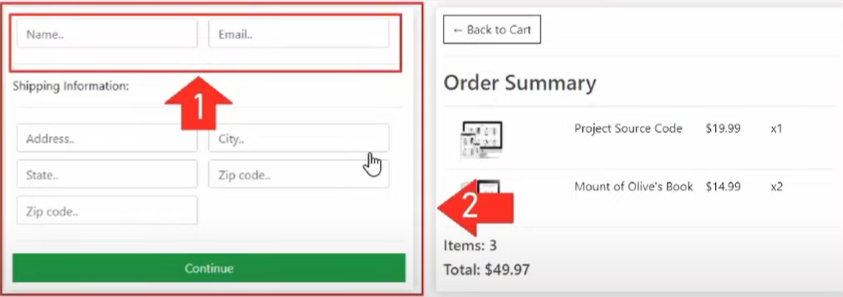 Name..
Email..
1
Shipping Information:
Address..
City..
State..
Zip code..
Zip code..
Continue
2
← Back to Cart
Order Summary
Project Source Code $19.99 x1
Mount of Olive's Book $14.99 x2
Items: 3
Total: $49.97